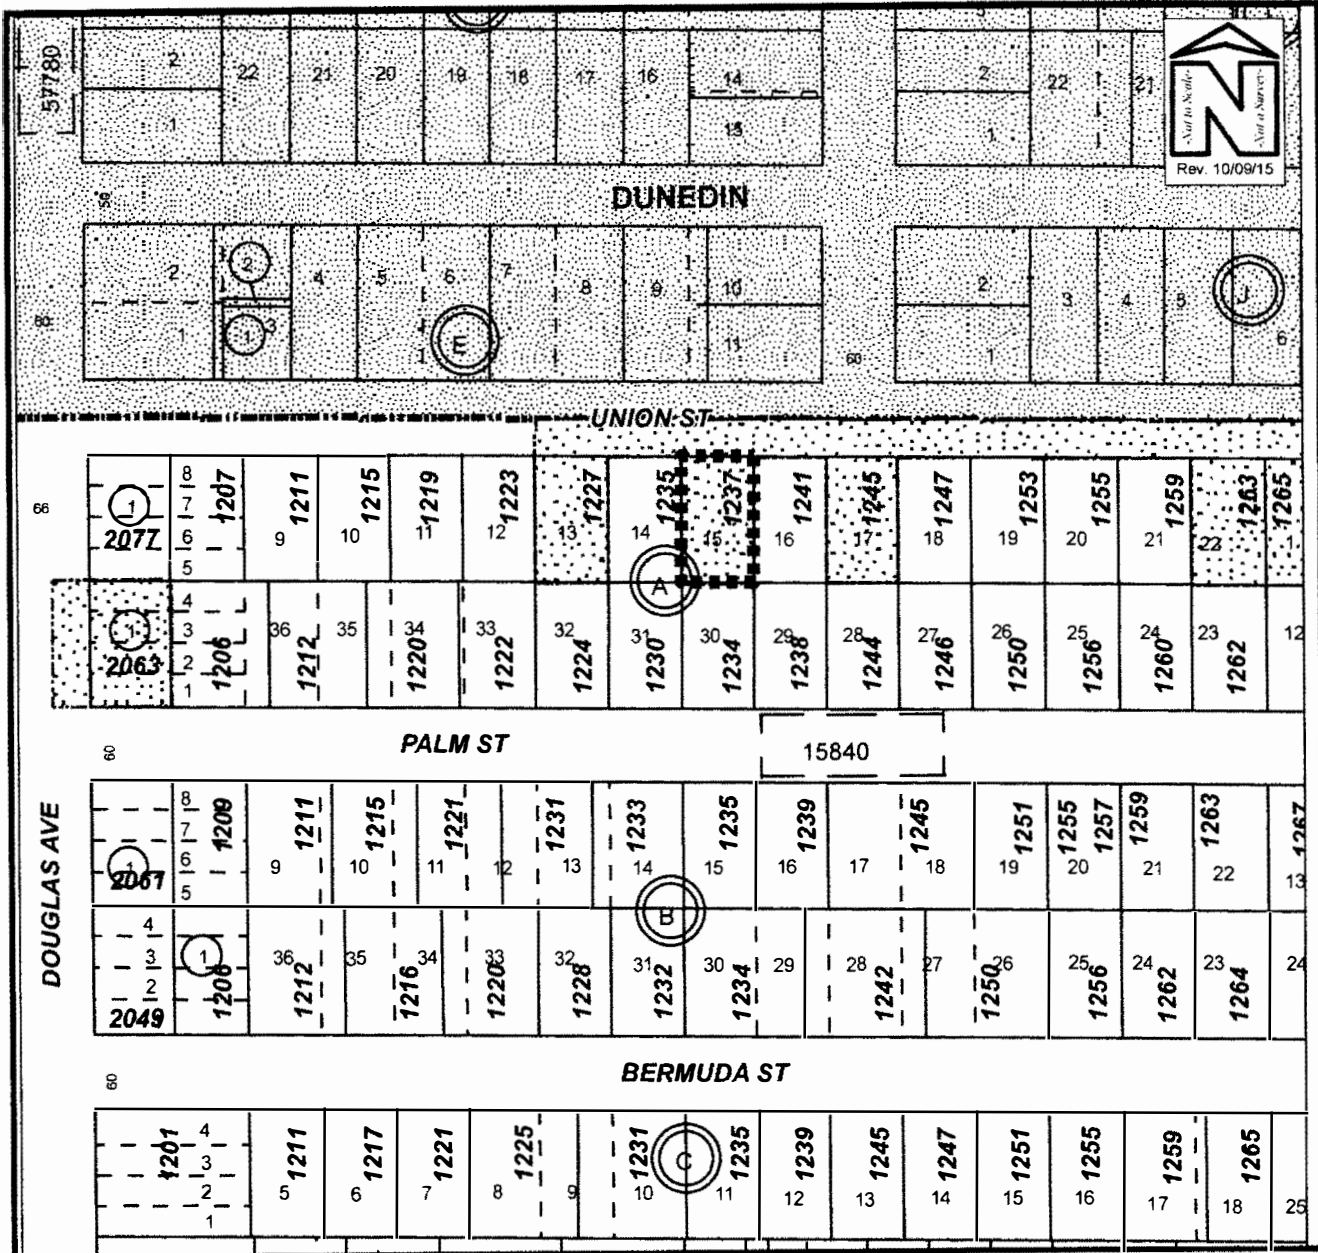 57780
2 22 21 20 19 18 17 16 14 2 22 21
1 13 1
Not to Scale
Not a Survey
N
Rev. 10/09/15
50
DUNEDIN
2 2 4 5 6 7 8 9 10 2 3 4 5 J
60
1 1 3 E 11 60 1 6
UNION ST
66
8 1207 1211 1215 1219 1223 1227 1235 1237 1241 1245 1247 1253 1255 1259 1263 1265
1 7
2077 6 9 10 11 12 13 14 15 16 17 18 19 20 21 22 1
5
A
4
1 3 36 35 34 33 32 31 30 29 28 27 26 25 24 23 12
2063 2 1206 1212 1220 1222 1224 1230 1234 1238 1244 1246 1250 1256 1260 1262
1
60
PALM ST
15840
DOUGLAS AVE
8 1209 1211 1215 1221 1231 1233 1235 1239 1245 1251 1255 1257 1259 1263 1267
7
1 6 9 10 11 12 13 14 15 16 17 18 19 20 21 22 13
2061 5
B
4
3 1 36 35 34 33 32 31 30 29 28 27 26 25 24 23 24
2
2049 1208 1212 1216 1220 1228 1232 1234 1242 1250 1256 1262 1264
60
BERMUDA ST
1201 4 1211 1217 1221 1225 1231 C 1235 1239 1245 1247 1251 1255 1259 1265
3
2 5 6 7 8 9 10 11 12 13 14 15 16 17 18 25
1